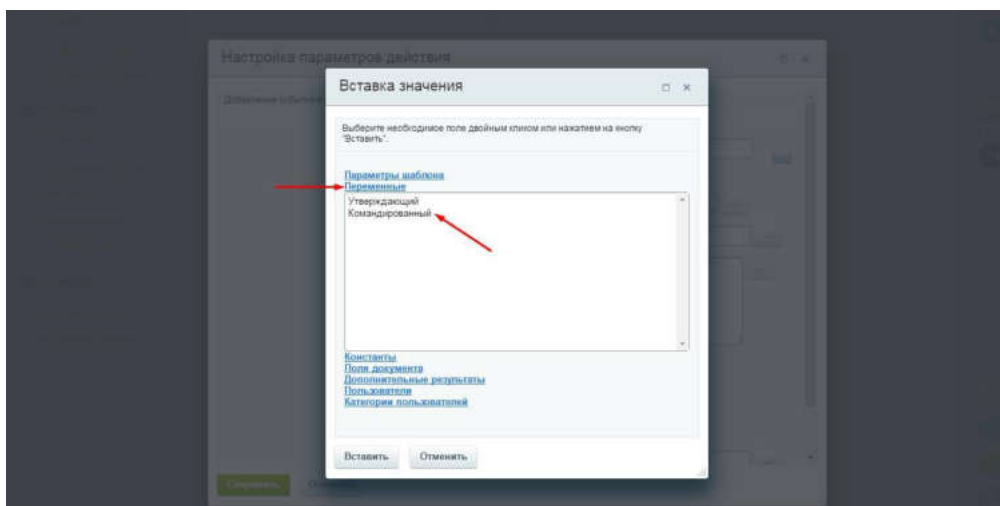 Настройка параметров действия
Вставка значения
Выберите необходимое поле двойным кликом или нажатием на кнопку
"Вставить".
Параметры шаблона
Переменные
Утверждающий
Командированный
Константы
Поля документа
Дополнительные результаты
Пользователи
Категории пользователей
Вставить Отменить
Сохранить